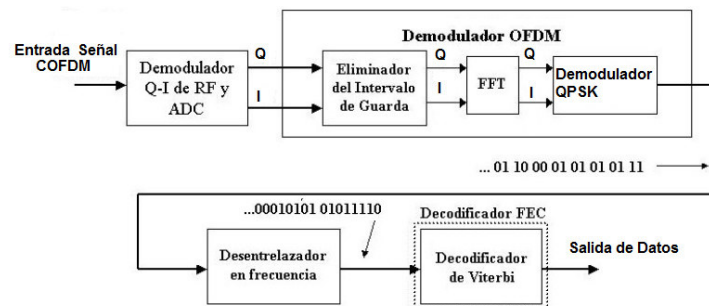 Entrada Señal
COFDM
Demodulador OFDM
Demodulador
Q-I de RF y
ADC
Q
I
Eliminador
del Intervalo
de Guarda
Q
I
FFT
Q
I
Demodulador
QPSK
... 01 10 00 01 01 01 01 11
...00010101 01011110
Desentrelazador
en frecuencia
Decodificador FEC
Decodificador
de Viterbi
Salida de Datos